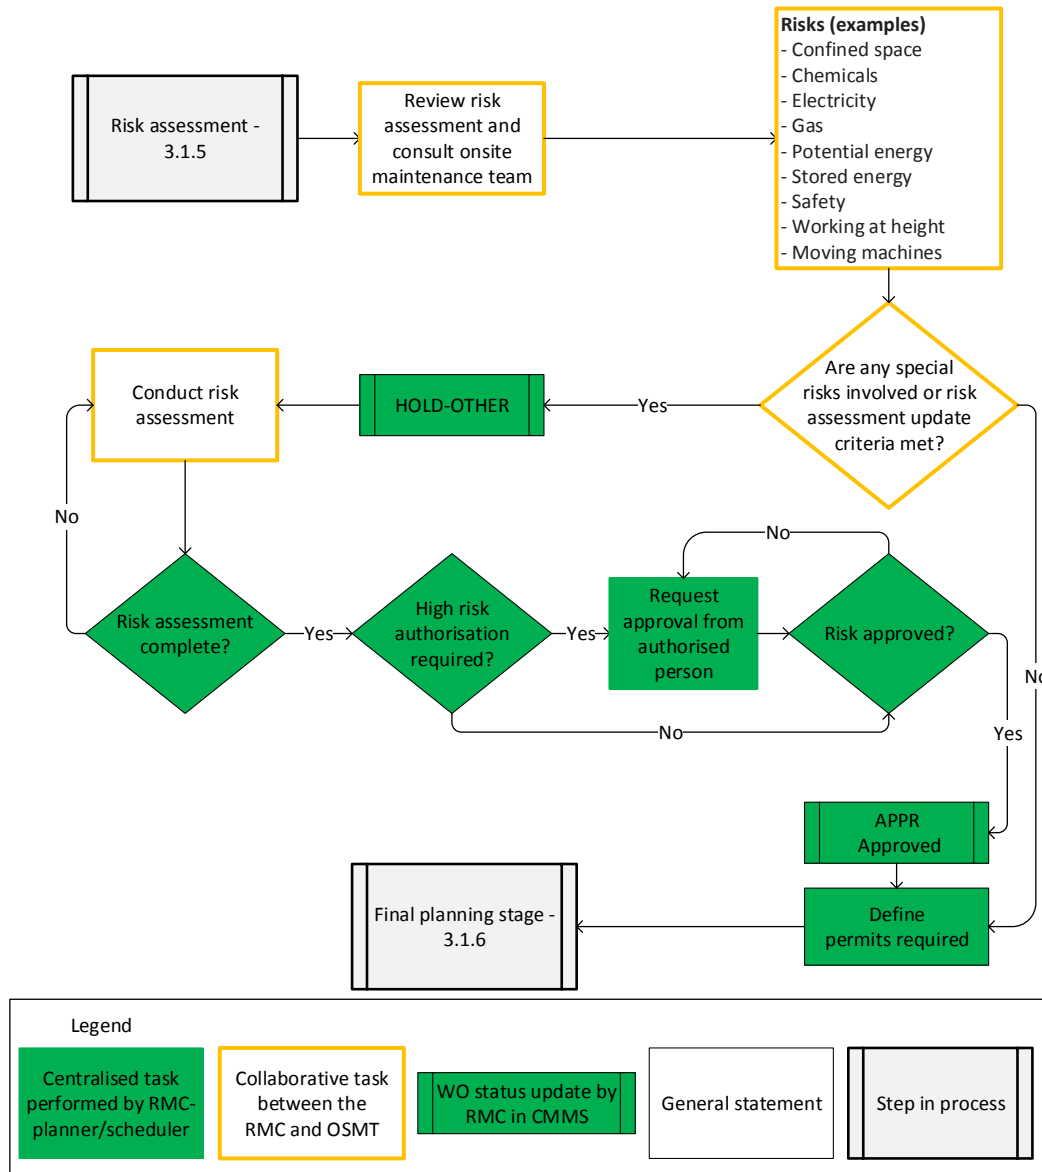 Risk assessment -
3.1.5
Review risk
assessment and
consult onsite
maintenance team
Risks (examples)
- Confined space
- Chemicals
- Electricity
- Gas
- Potential energy
- Stored energy
- Safety
- Working at height
- Moving machines
Are any special
risks involved or risk
assessment update
criteria met?
Yes
HOLD-OTHER
Conduct risk
assessment
No
No
Risk assessment
complete?
Yes
High risk
authorisation
required?
Yes
Request
approval from
authorised
person
Risk approved?
No
No
Yes
APPR
Approved
Define
permits required
Final planning stage -
3.1.6
Legend
Centralised task
performed by RMC-
planner/scheduler
Collaborative task
between the
RMC and OSMT
WO status update by
RMC in CMMS
General statement
Step in process